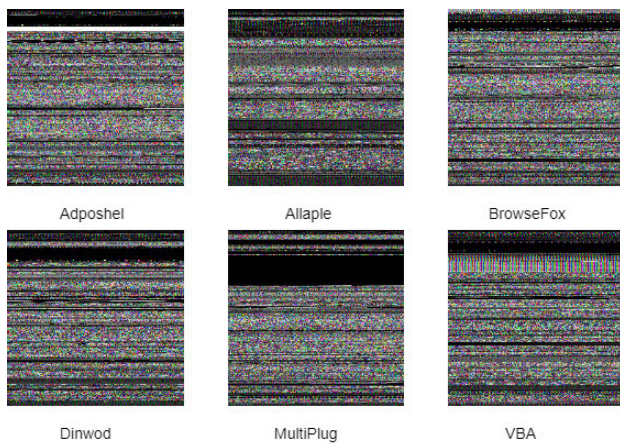 Adposhel
Allaple
BrowseFox
Dinwod
MultiPlug
VBA